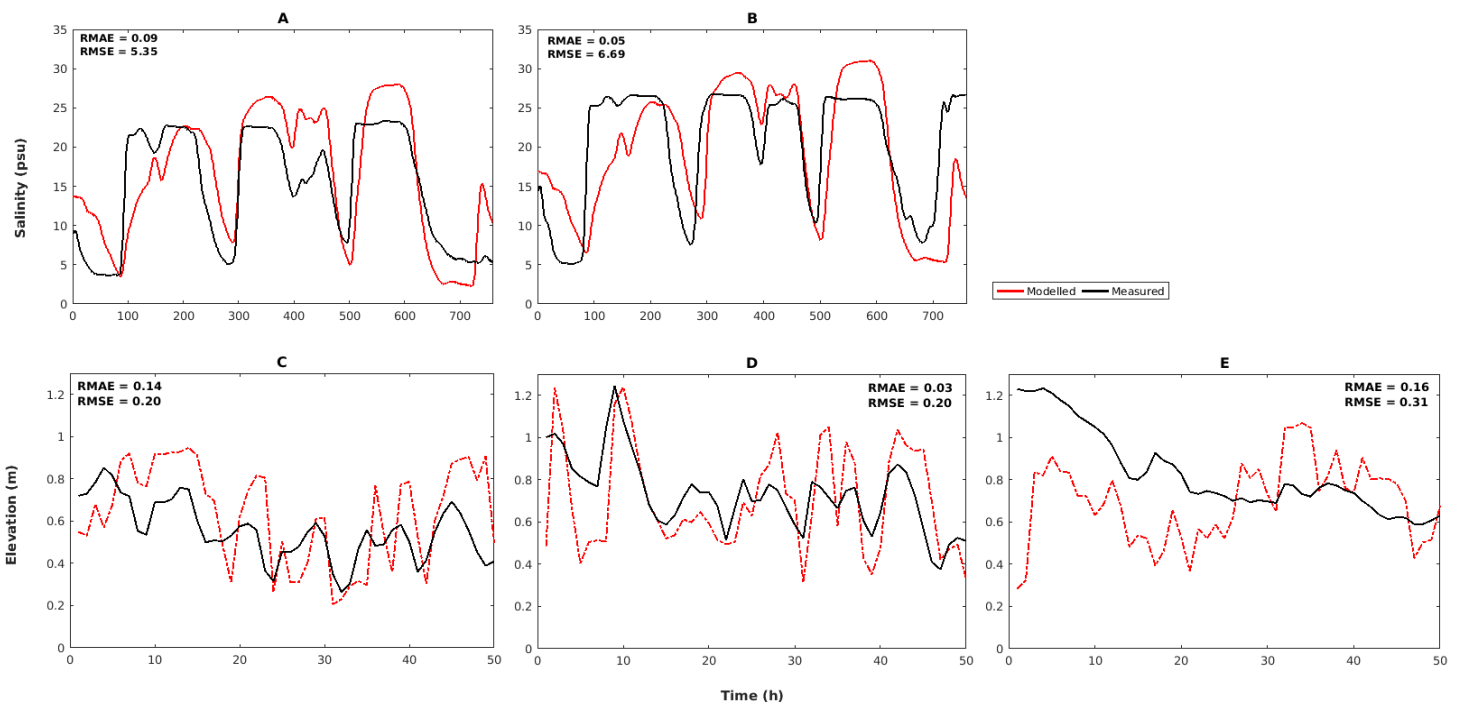 A
B
RMAE = 0.09
RMSE = 5.35
RMAE = 0.05
RMSE = 6.69
Salinity (psu)
35
30
25
20
15
10
5
0
0 100 200 300 400 500 600 700
35
30
25
20
15
10
5
0
0 100 200 300 400 500 600 700
Modelled Measured
C
D
E
RMAE = 0.14
RMSE = 0.20
RMAE = 0.03
RMSE = 0.20
RMAE = 0.16
RMSE = 0.31
Elevation (m)
1.2
1
0.8
0.6
0.4
0.2
0
0 10 20 30 40 50
1.2
1
0.8
0.6
0.4
0.2
0
0 10 20 30 40 50
1.2
1
0.8
0.6
0.4
0.2
0
0 10 20 30 40 50
Time (h)